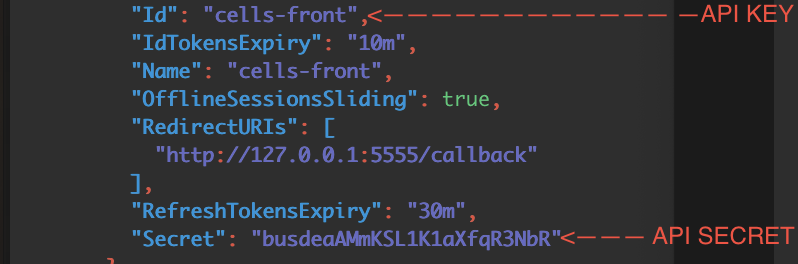 "Id": "cells-front",<— — — — — — — — — — — — — —API KEY
"IdTokensExpiry": "10m",
"Name": "cells-front",
"OfflineSessionsSliding": true,
"RedirectURIs": [
"http://127.0.0.1:5555/callback"
],
"RefreshTokensExpiry": "30m",
"Secret": "busdeaAMmKSL1K1aXfqR3NbR"<— — — API SECRET
}